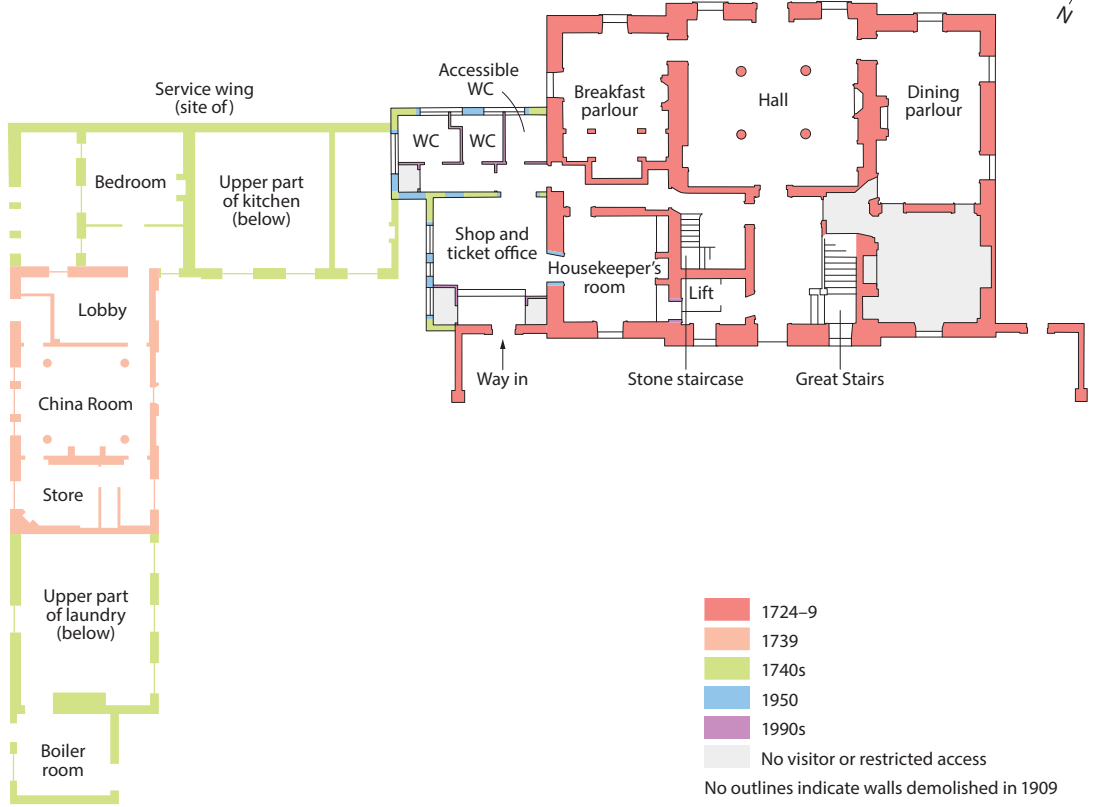 N
Service wing
(site of)
Accessible
WC
Breakfast
parlour
Hall
Dining
parlour
WC
WC
Bedroom
Upper part
of kitchen
(below)
Shop and
ticket office
Housekeeper's
room
Lift
Lobby
Way in
Stone staircase
Great Stairs
China Room
Store
Upper part
of laundry
(below)
Boiler
room
1724–9
1739
1740s
1950
1990s
No visitor or restricted access
No outlines indicate walls demolished in 1909